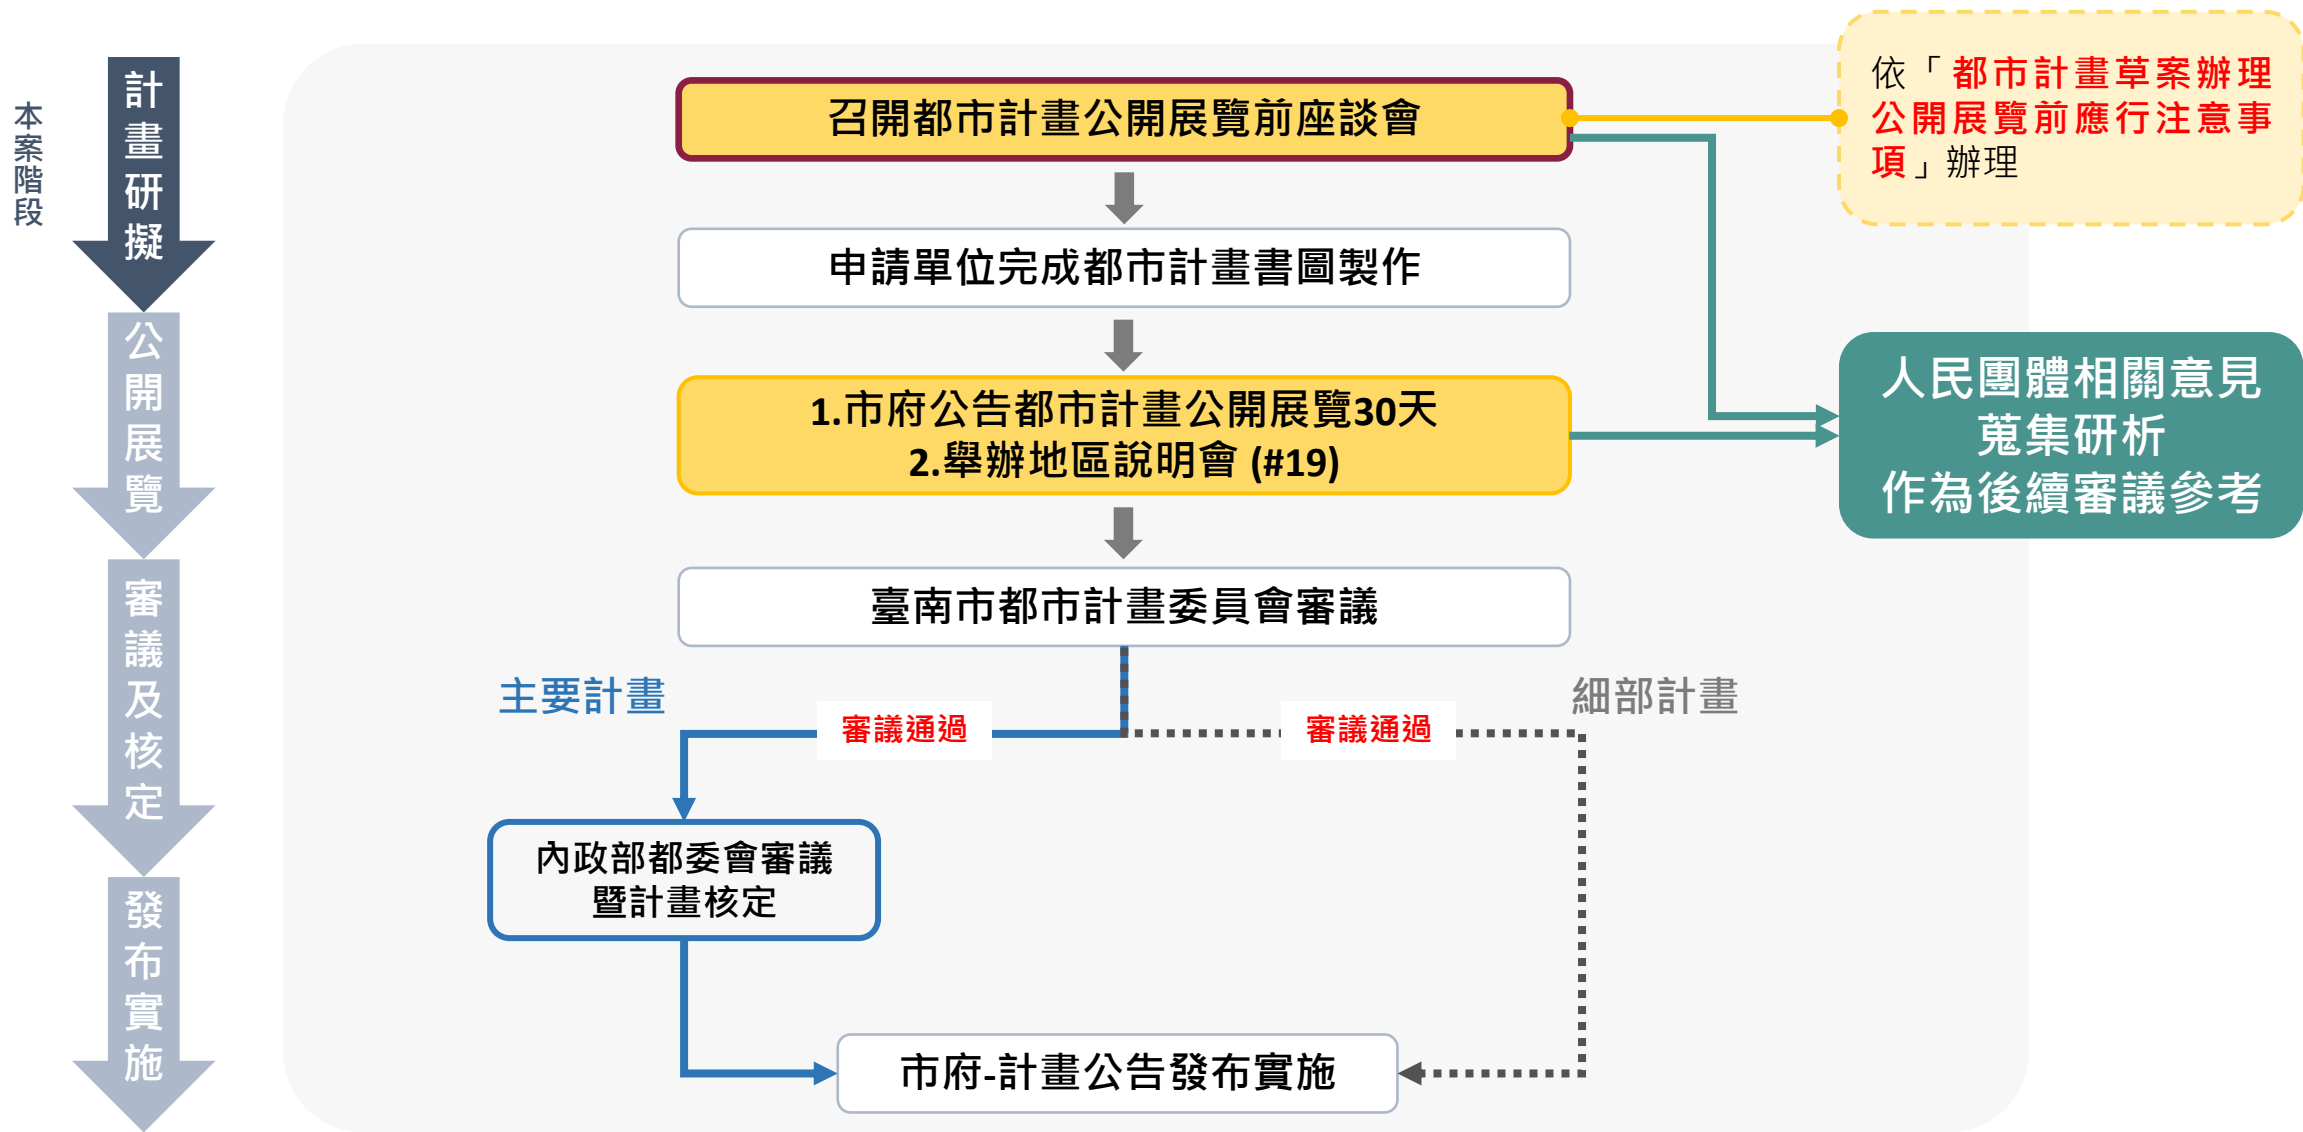 本案階段
計畫研擬
公開展覽
審議及核定
發布實施
召開都市計畫公開展覽前座談會
依「都市計畫草案辦理
公開展覽前應行注意事
項」辦理
申請單位完成都市計畫書圖製作
1.市府公告都市計畫公開展覽30天
2.舉辦地區說明會 (#19)
人民團體相關意見
蒐集研析
作為後續審議參考
臺南市都市計畫委員會審議
主要計畫
細部計畫
審議通過
審議通過
內政部都委會審議
暨計畫核定
市府-計畫公告發布實施